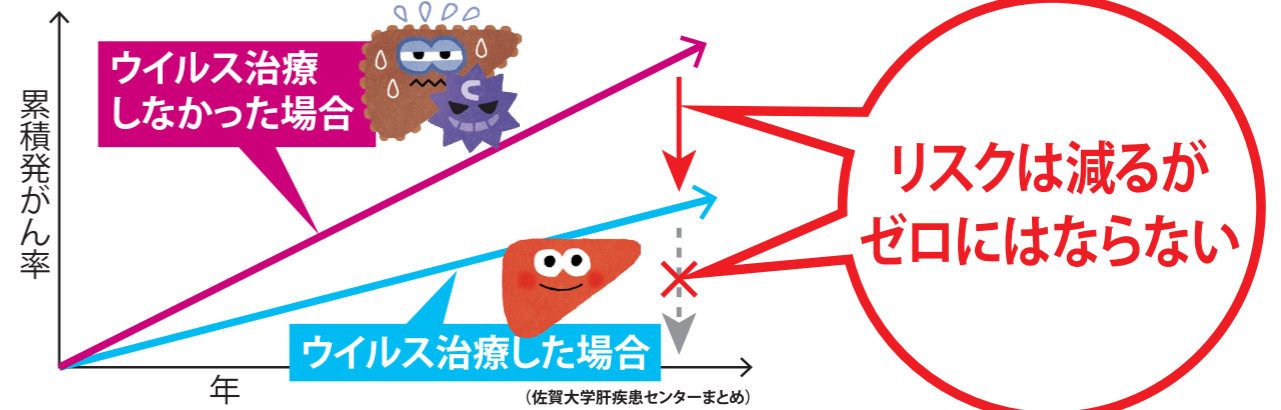 ウイルス治療
しなかった場合
C
累積発がん率
リスクは減るが
ゼロにはならない
ウイルス治療した場合
年
（佐賀大学肝疾患センターまとめ）